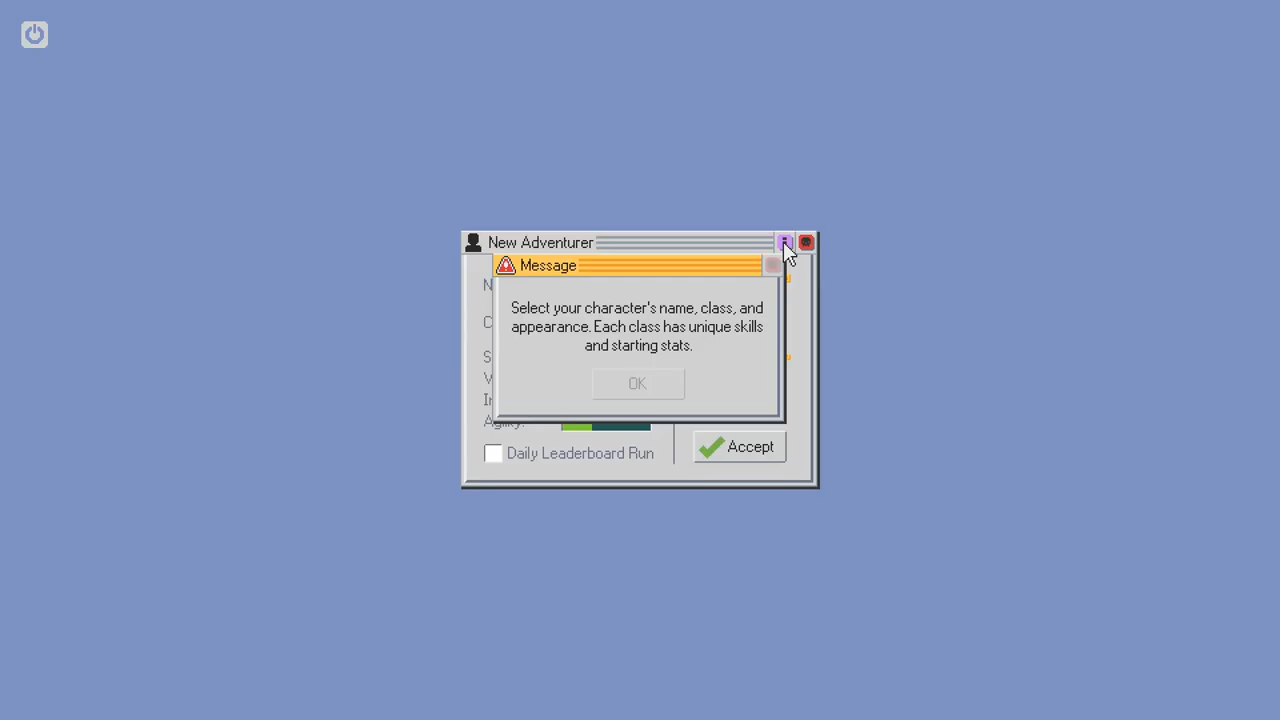 New Adventurer
Message
Select your character's name, class, and
appearance. Each class has unique skills
and starting stats.
OK
Agility:
Daily Leaderboard Run
Accept